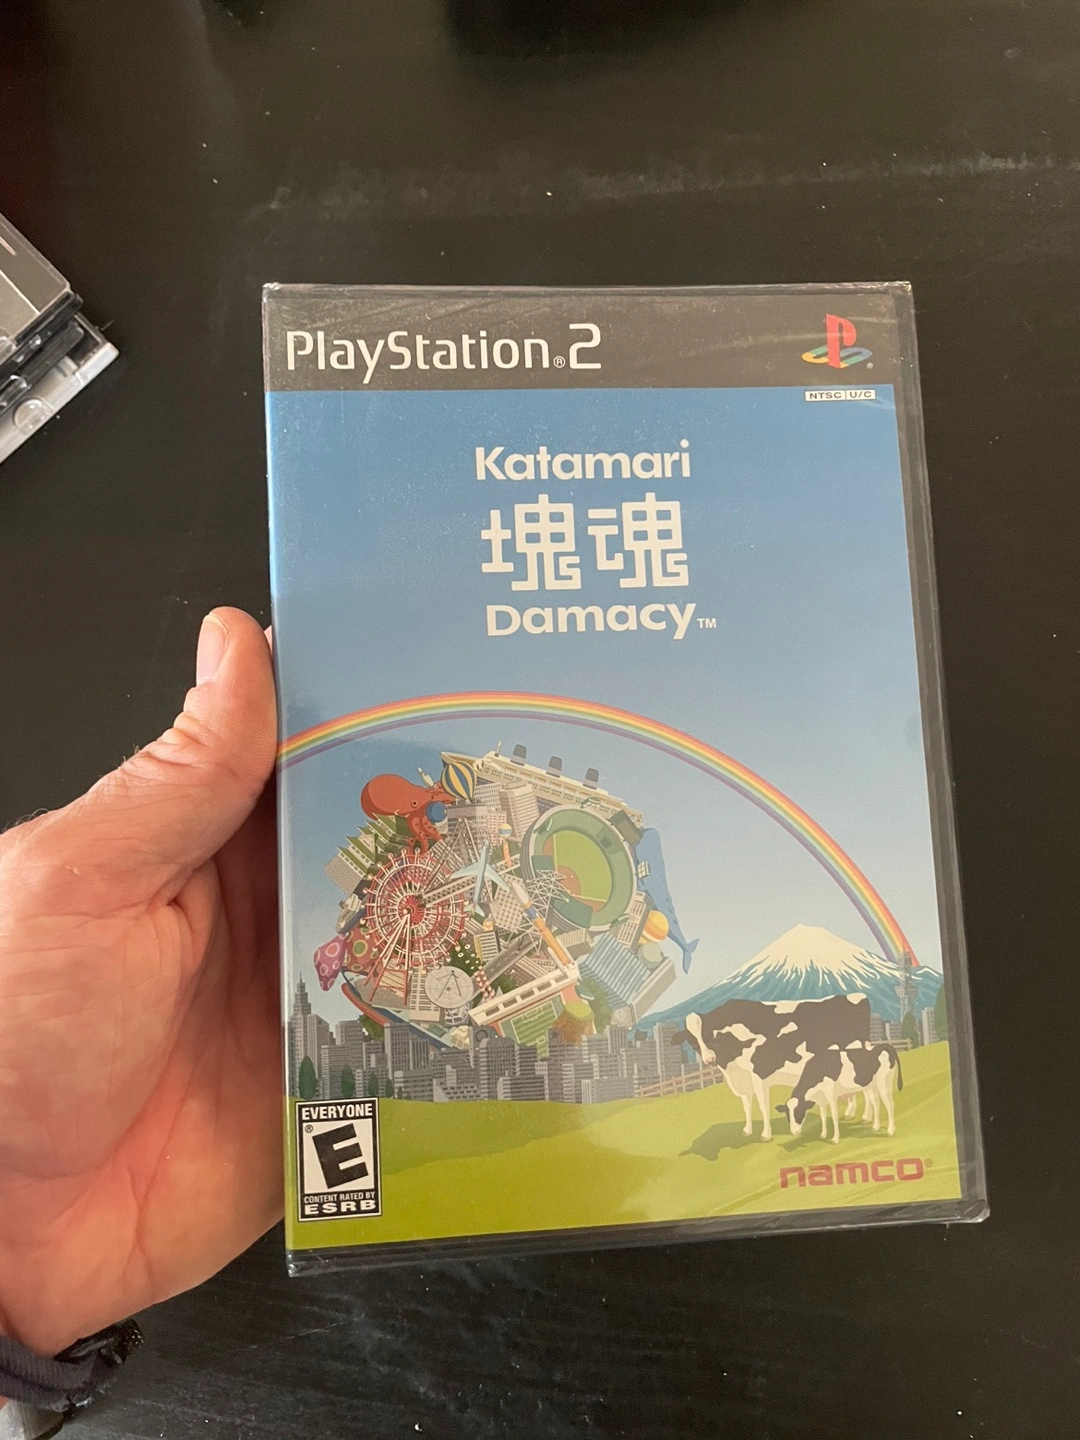 PlayStation®2
NTSC U/C
Katamari
塊魂
Damacy™
EVERYONE
E
®
CONTENT RATED BY
ESRB
namco®